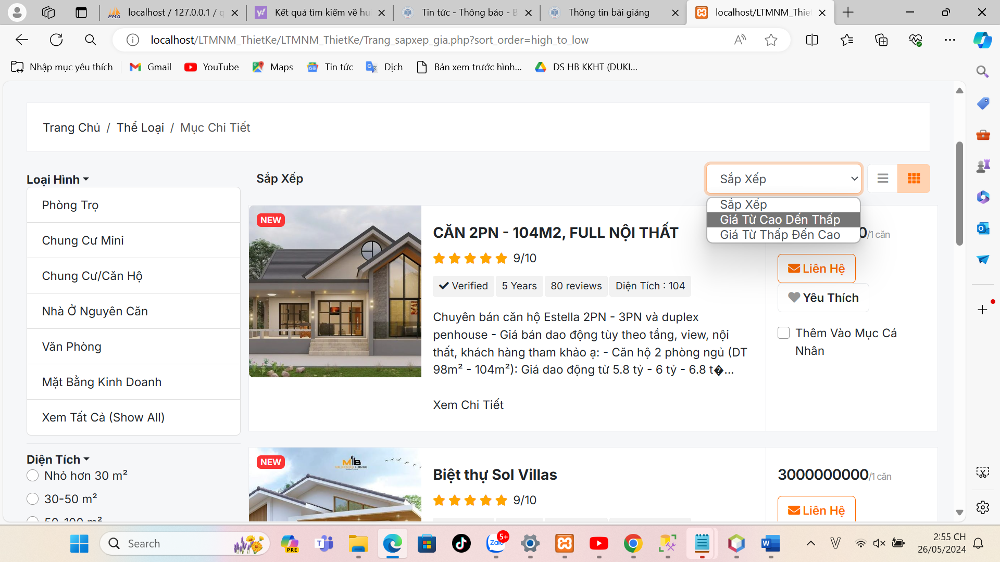 localhost / 127.0.0.1 / q
Kết quả tìm kiếm về hu
Tin tức - Thông báo - B
Thông tin bài giảng
localhost/LTMNM_Thiet
localhost/LTMNM_ThietKe/LTMNM_ThietKe/Trang_sapxep_gia.php?sort_order=high_to_low
Nhập mục yêu thích
Gmail
YouTube
Maps
Tin tức
Dịch
Bản xem trước hình...
DS HB KKHT (DUKI...
Trang Chủ / Thể Loại / Mục Chi Tiết
Loại Hình
Phòng Trọ
Chung Cư Mini
Chung Cư/Căn Hộ
Nhà Ở Nguyên Căn
Văn Phòng
Mặt Bằng Kinh Doanh
Xem Tất Cả (Show All)
Diện Tích
Nhỏ hơn 30 m²
30-50 m²
50-100 m²
Sắp Xếp
Sắp Xếp
Sắp Xếp
Giá Từ Cao Dến Thấp
Giá Từ Thấp Đến Cao
NEW
CĂN 2PN - 104M2, FULL NỘI THẤT
9/10
Verified
5 Years
80 reviews
Diện Tích : 104
Chuyên bán căn hộ Estella 2PN - 3PN và duplex
penhouse - Giá bán dao động tùy theo tầng, view, nội
thất, khách hàng tham khảo ạ: - Căn hộ 2 phòng ngủ (DT
98m² - 104m²): Giá dao động từ 5.8 tỷ - 6 tỷ - 6.8 t�...
Xem Chi Tiết
0/1 căn
Liên Hệ
Yêu Thích
Thêm Vào Mục Cá
Nhân
NEW
MB
Biệt thự Sol Villas
9/10
3000000000/1 căn
Liên Hệ
Search
PRE
Zalo
5+
2:55 CH
26/05/2024